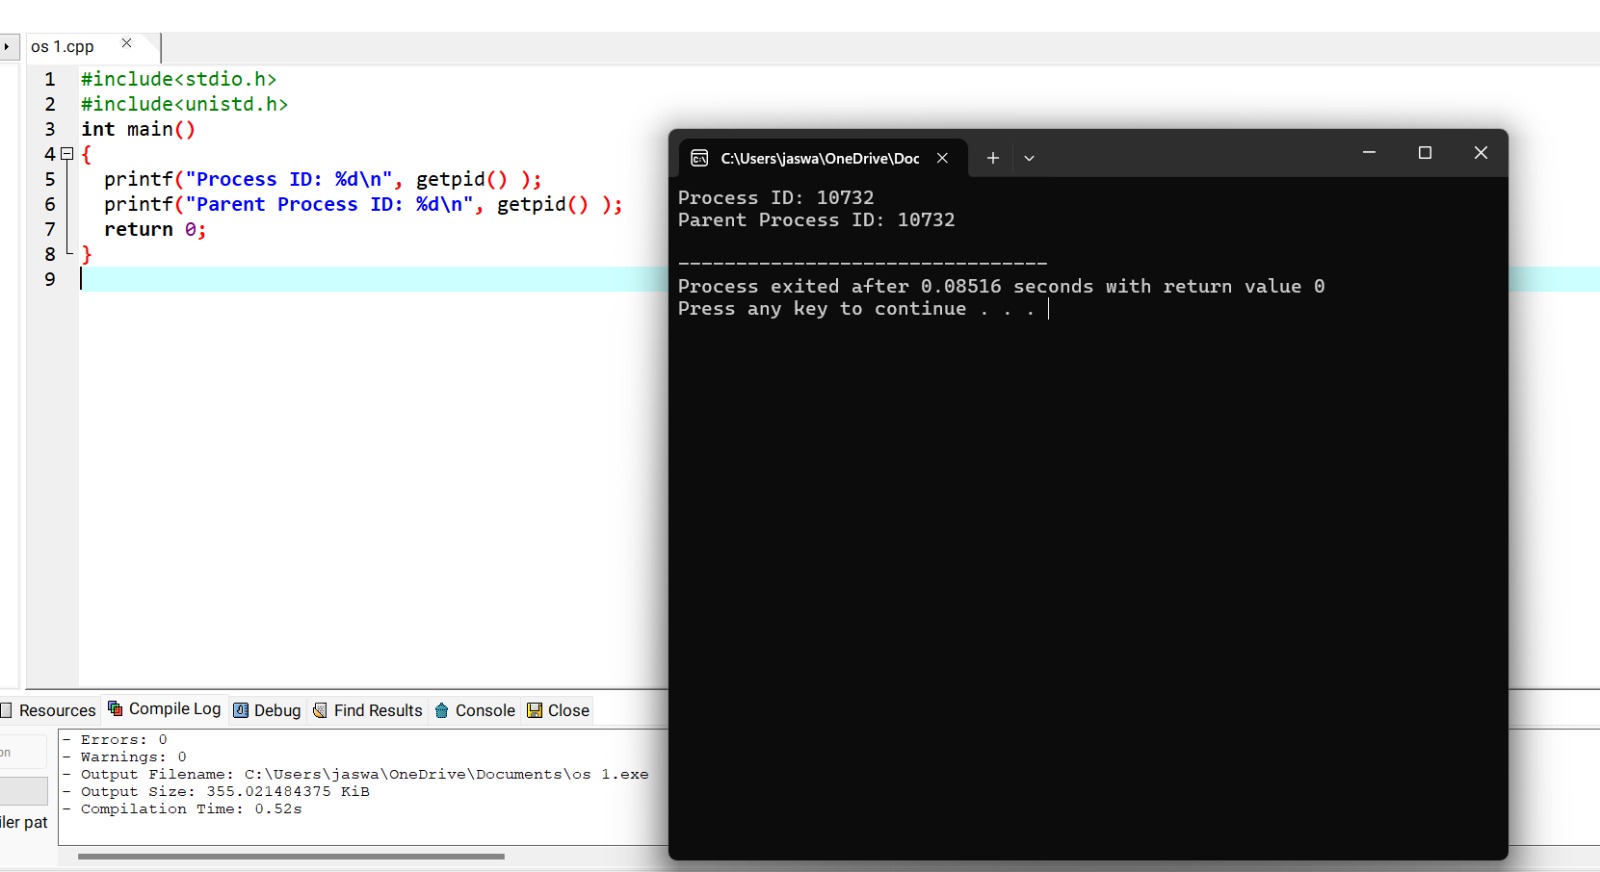 os 1.cpp
1 #include<stdio.h>
2 #include<unistd.h>
3 int main()
4 {
5 printf("Process ID: %d\n", getpid() );
6 printf("Parent Process ID: %d\n", getpid() );
7 return 0;
8 }
9
C:\Users\jaswa\OneDrive\Doc
Process ID: 10732
Parent Process ID: 10732
--------------------------------
Process exited after 0.08516 seconds with return value 0
Press any key to continue . . .
Resources Compile Log Debug Find Results Console Close
on
iler pat
- Errors: 0
- Warnings: 0
- Output Filename: C:\Users\jaswa\OneDrive\Documents\os 1.exe
- Output Size: 355.021484375 KiB
- Compilation Time: 0.52s